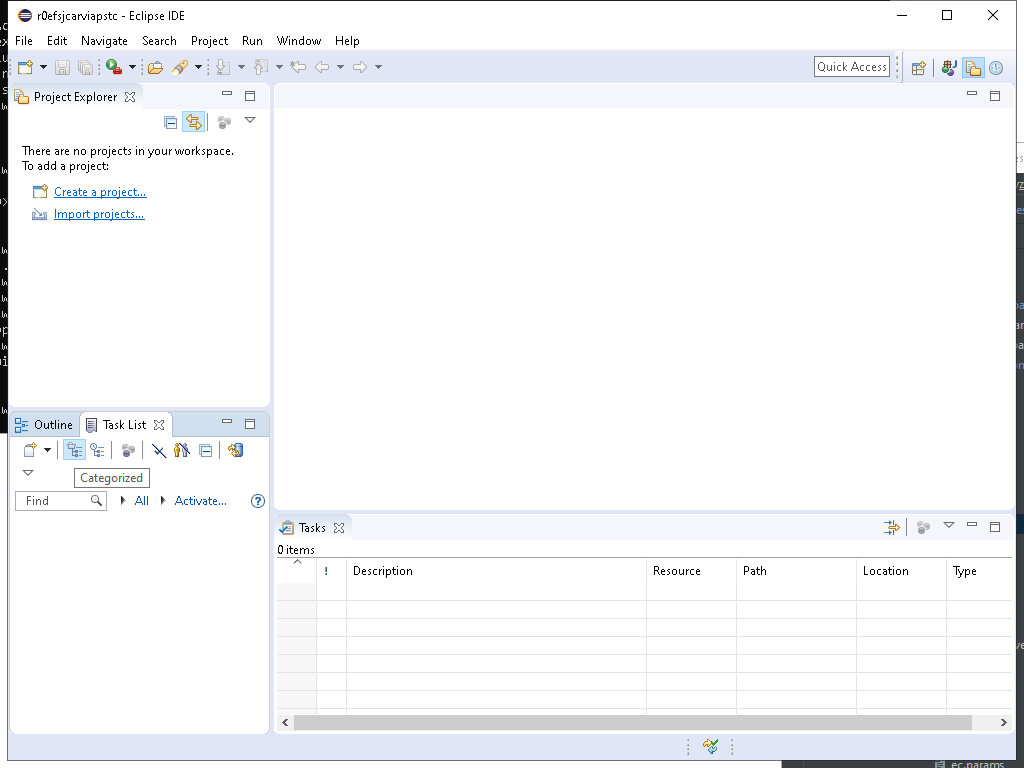 r0efsjcarviapstc - Eclipse IDE
File Edit Navigate Search Project Run Window Help
Quick Access
Project Explorer
There are no projects in your workspace.
To add a project:
Create a project...
Import projects...
Outline Task List
Categorized
Find All Activate...
Tasks
0 items
! Description Resource Path Location Type
ec.params